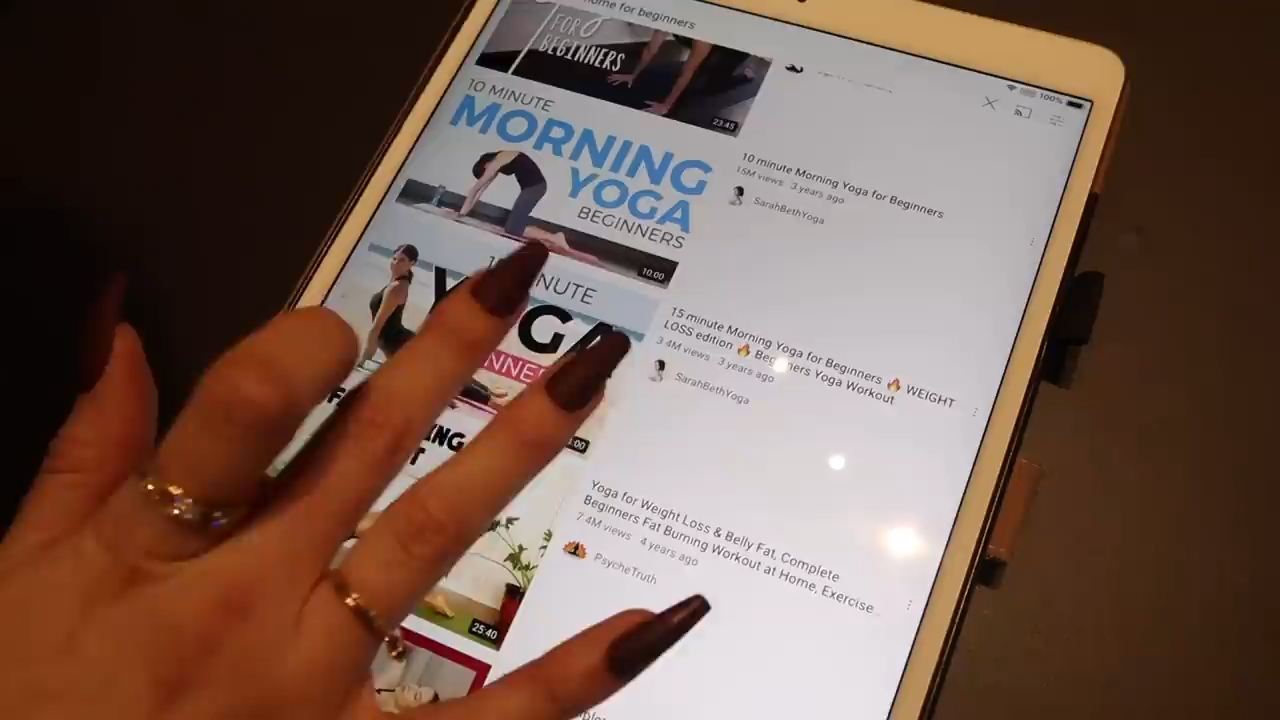 home for beginners
FOR
BEGINNERS
23:45
100%
10 MINUTE
MORNING
YOGA
BEGINNERS
10:00
10 minute Morning Yoga for Beginners
15M views 3 years ago
SarahBethYoga
15 minute Morning Yoga for Beginners 🔥 WEIGHT
LOSS edition 🔥 Beginners Yoga Workout
3.4M views 3 years ago
SarahBethYoga
Yoga for Weight Loss & Belly Fat, Complete
Beginners Fat Burning Workout at Home, Exercise...
7.4M views 4 years ago
PsycheTruth
25:40